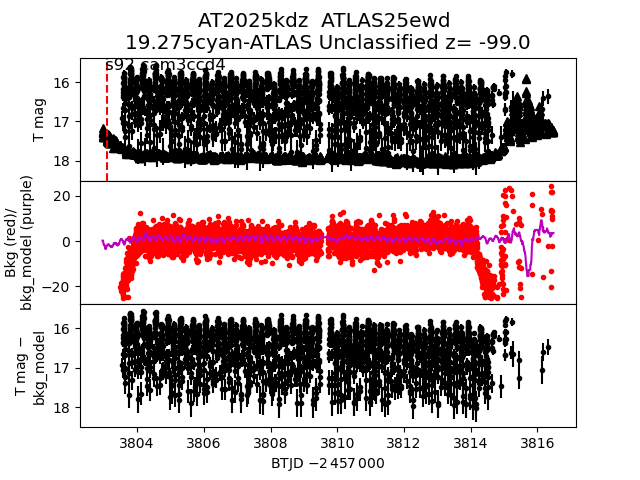 AT2025kdz ATLAS25ewd
19.275cyan-ATLAS Unclassified z= -99.0
s92 cam3ccd4
T mag
16
17
18
Bkg (red)/
bkg_model (purple)
20
0
−20
T mag −
bkg_model
16
17
18
3804 3806 3808 3810 3812 3814 3816
BTJD −2 457 000